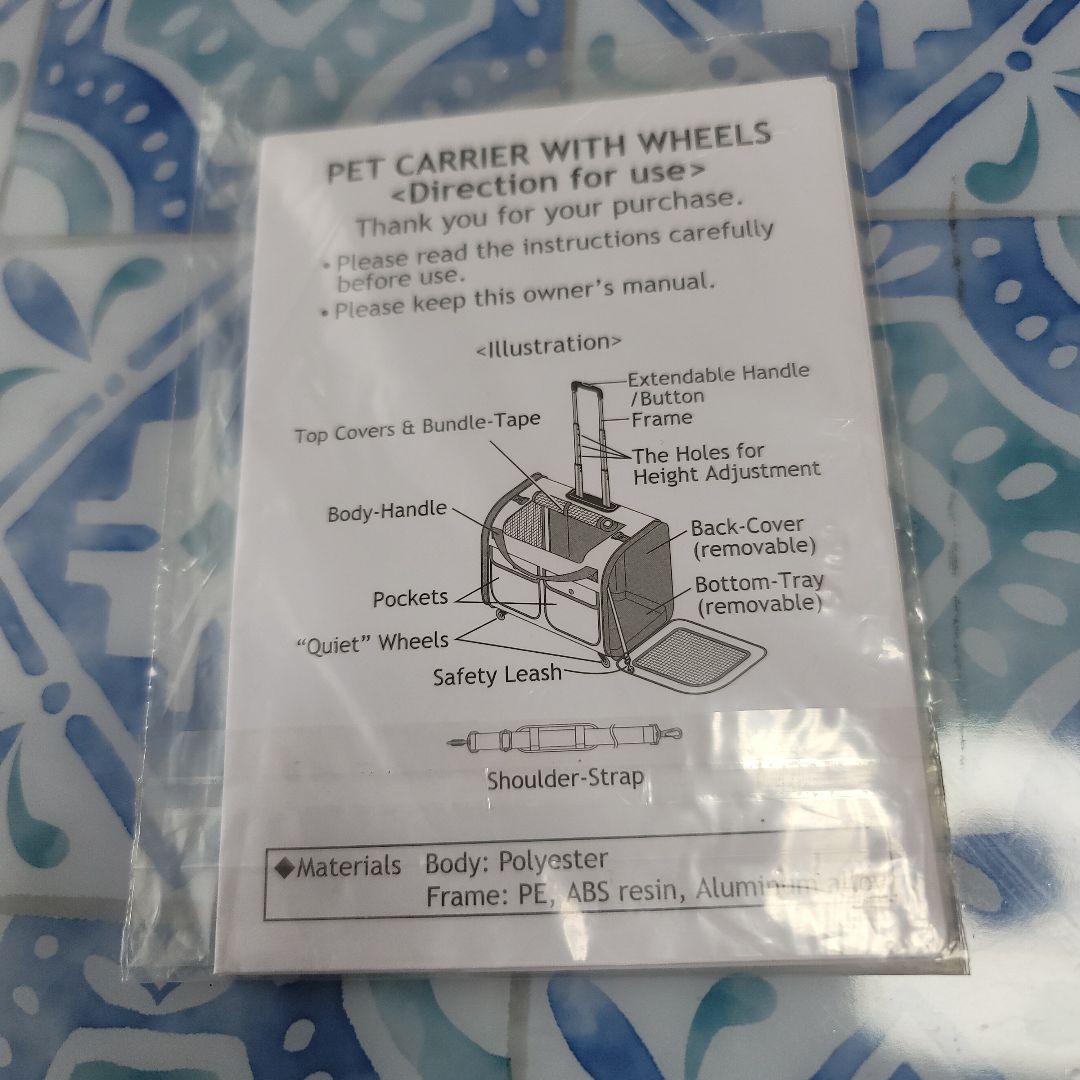 PET CARRIER WITH WHEELS
<Direction for use>
Thank you for your purchase.
• Please read the instructions carefully
before use.
• Please keep this owner's manual.
<Illustration>
Extendable Handle
/Button
Frame
Top Covers & Bundle-Tape
The Holes for
Height Adjustment
Body-Handle
Back-Cover
(removable)
Bottom-Tray
(removable)
Pockets
"Quiet" Wheels
Safety Leash
Shoulder-Strap
◆Materials Body: Polyester
Frame: PE, ABS resin, Aluminum alloy